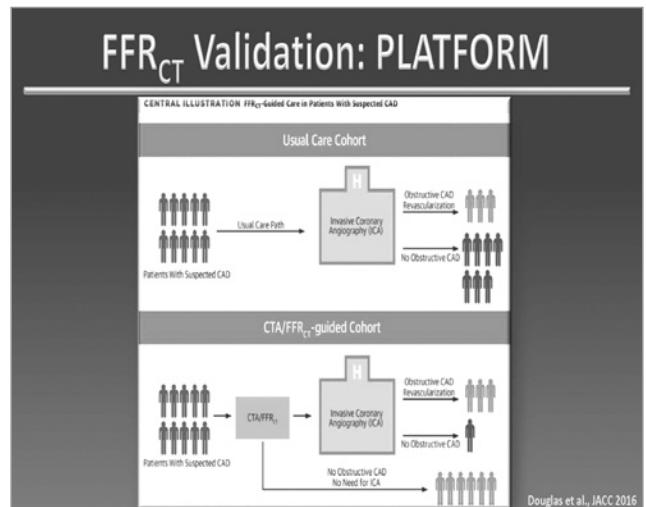 FFRCT Validation: PLATFORM
CENTRAL ILLUSTRATION FFRCT-Guided Care in Patients With Suspected CAD
Usual Care Cohort
H
Obstructive CAD
Revascularization
Usual Care Path
Invasive Coronary
Angiography (ICA)
No Obstructive CAD
Patients With Suspected CAD
CTA/FFRCT-guided Cohort
H
Obstructive CAD
Revascularization
CTA/FFRCT
Invasive Coronary
Angiography (ICA)
No Obstructive CAD
Patients With Suspected CAD
No Obstructive CAD
No Need for ICA
Douglas et al., JACC 2016